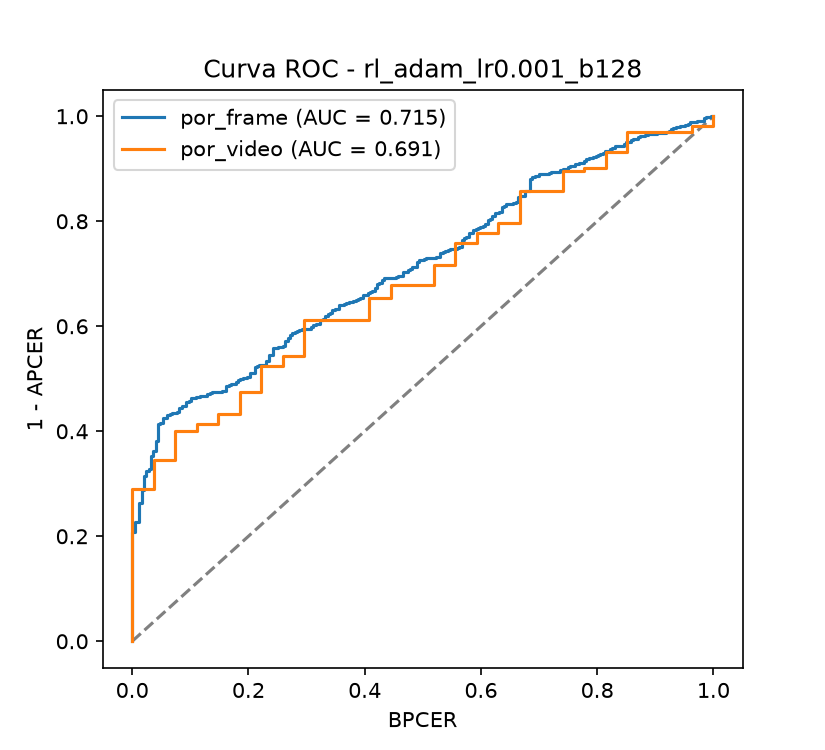 Curva ROC - rl_adam_lr0.001_b128
por_frame (AUC = 0.715)
por_video (AUC = 0.691)
1.0
0.8
0.6
0.4
0.2
0.0
1 - APCER
0.0 0.2 0.4 0.6 0.8 1.0
BPCER